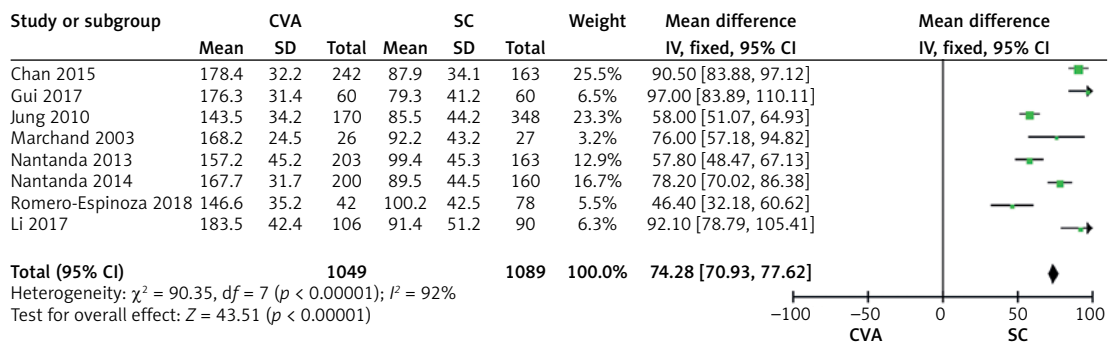 Study or subgroup CVA SC Weight Mean difference Mean difference
Mean SD Total Mean SD Total IV, fixed, 95% CI IV, fixed, 95% CI
Chan 2015 178.4 32.2 242 87.9 34.1 163 25.5% 90.50 [83.88, 97.12]
Gui 2017 176.3 31.4 60 79.3 41.2 60 6.5% 97.00 [83.89, 110.11]
Jung 2010 143.5 34.2 170 85.5 44.2 348 23.3% 58.00 [51.07, 64.93]
Marchand 2003 168.2 24.5 26 92.2 43.2 27 3.2% 76.00 [57.18, 94.82]
Nantanda 2013 157.2 45.2 203 99.4 45.3 163 12.9% 57.80 [48.47, 67.13]
Nantanda 2014 167.7 31.7 200 89.5 44.5 160 16.7% 78.20 [70.02, 86.38]
Romero-Espinoza 2018 146.6 35.2 42 100.2 42.5 78 5.5% 46.40 [32.18, 60.62]
Li 2017 183.5 42.4 106 91.4 51.2 90 6.3% 92.10 [78.79, 105.41]
Total (95% CI) 1049 1089 100.0% 74.28 [70.93, 77.62]
Heterogeneity: χ² = 90.35, df = 7 (p < 0.00001); I² = 92%
Test for overall effect: Z = 43.51 (p < 0.00001)
−100 −50 0 50 100
CVA SC